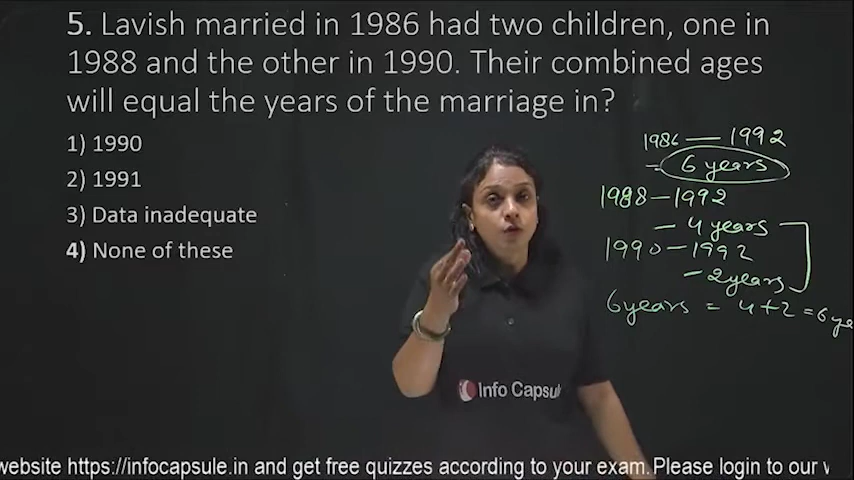 5. Lavish married in 1986 had two children, one in
1988 and the other in 1990. Their combined ages
will equal the years of the marriage in?
1) 1990
2) 1991
3) Data inadequate
4) None of these
1986 — 1992
= 6 years
1988 — 1992
— 4 years
1990 — 1992
— 2 years
6 years = 4 + 2 = 6 ye
Info Capsul
website https://infocapsule.in and get free quizzes according to your exam. Please login to our